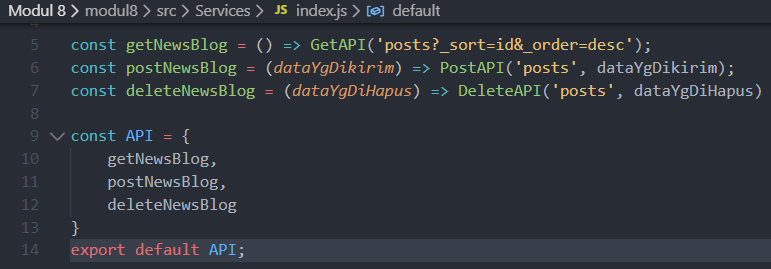 Modul 8 > modul8 > src > Services > JS index.js > default
5 const getNewsBlog = () => GetAPI('posts?_sort=id&_order=desc');
6 const postNewsBlog = (dataYgDikirim) => PostAPI('posts', dataYgDikirim);
7 const deleteNewsBlog = (dataYgDiHapus) => DeleteAPI('posts', dataYgDiHapus)
8
9 const API = {
10 getNewsBlog,
11 postNewsBlog,
12 deleteNewsBlog
13 }
14 export default API;